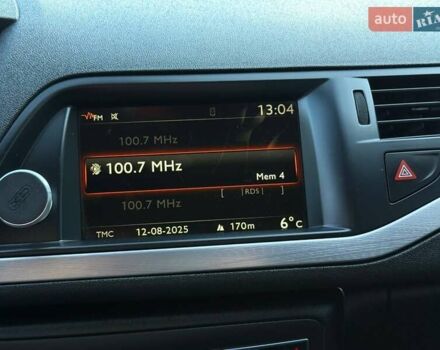 auto RIA
FM 13:04
100.7 MHz
100.7 MHz
Mem 4
[ |RDS| ]
100.7 MHz
TMC 12-08-2025 170m 6°C